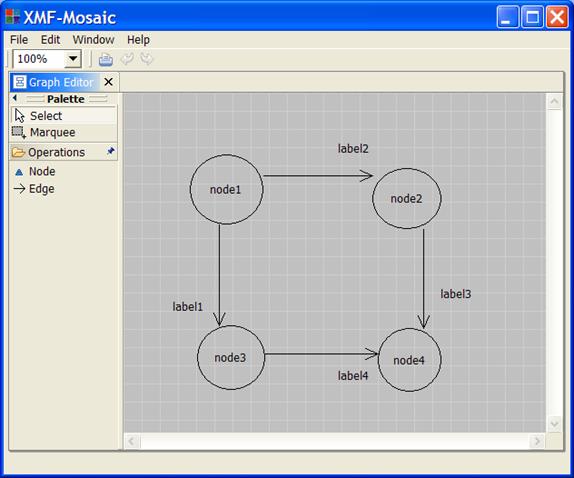 XMF-Mosaic
File Edit Window Help
100%
Graph Editor
Palette
Select
Marquee
Operations
Node
Edge
label2
node1
node2
label3
label1
node3
node4
label4